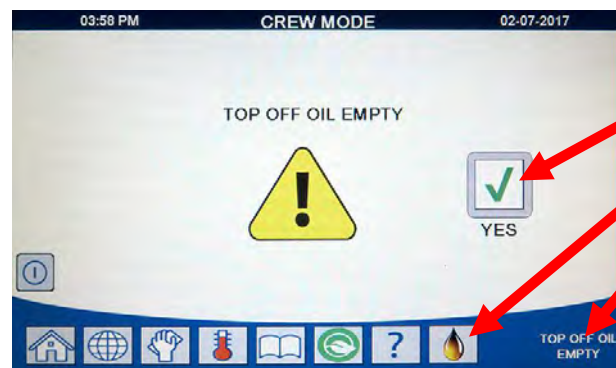 03:58 PM CREW MODE 02-07-2017
TOP OFF OIL EMPTY
YES
?
TOP OFF OIL
EMPTY